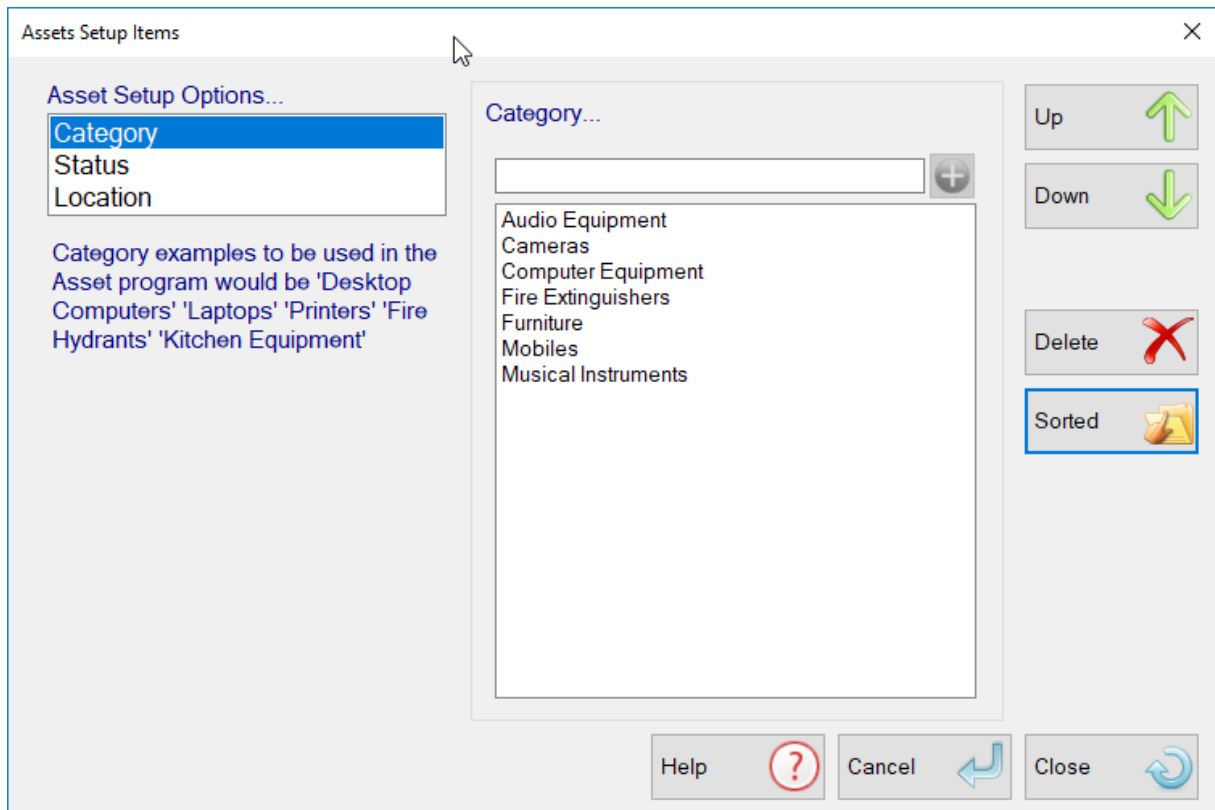 Assets Setup Items
Asset Setup Options...
Category
Status
Location
Category examples to be used in the
Asset program would be 'Desktop
Computers' 'Laptops' 'Printers' 'Fire
Hydrants' 'Kitchen Equipment'
Category...
Audio Equipment
Cameras
Computer Equipment
Fire Extinguishers
Furniture
Mobiles
Musical Instruments
Up
Down
Delete
Sorted
Help
Cancel
Close